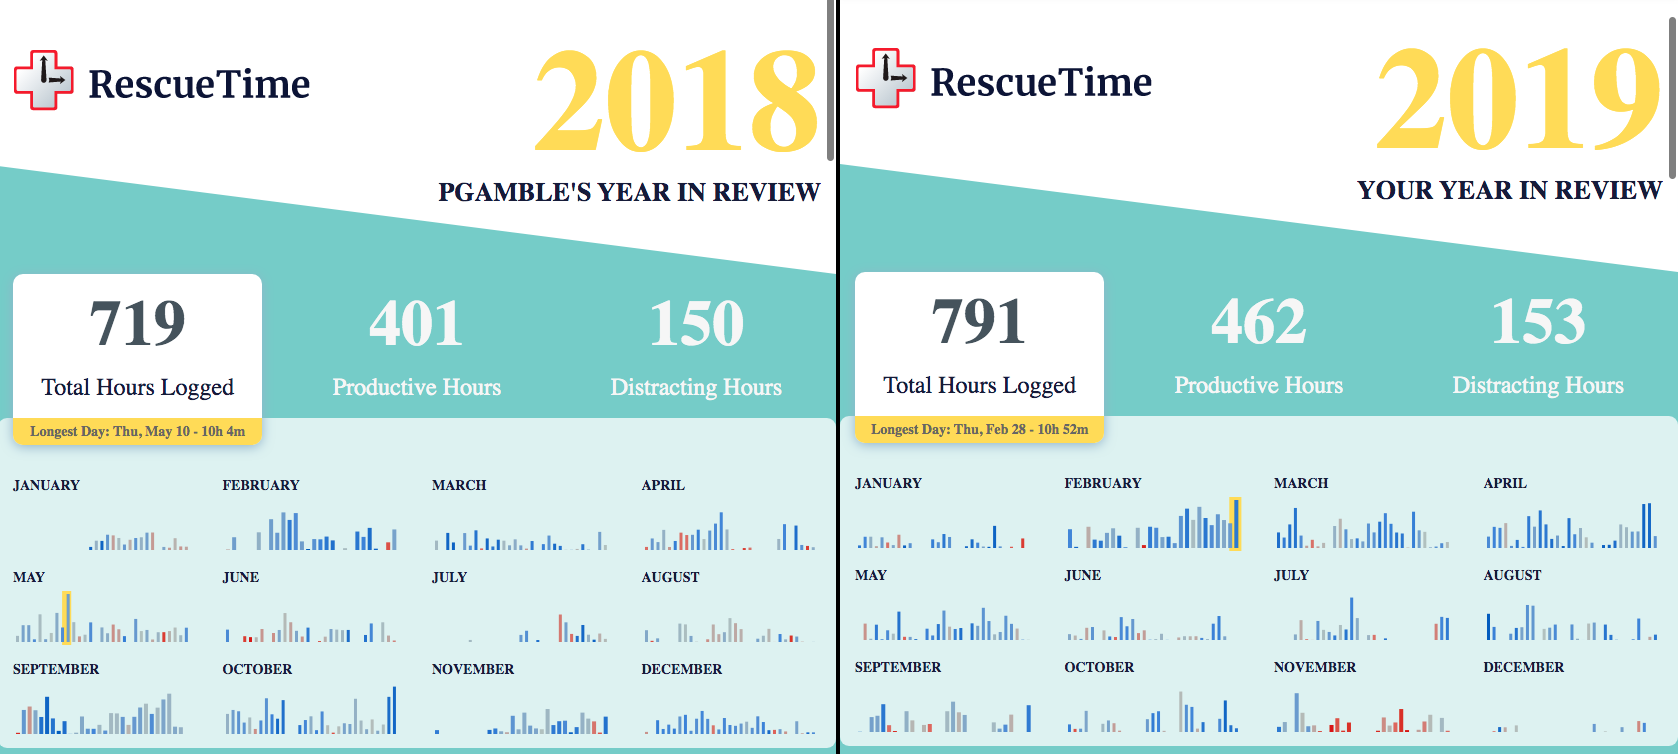 RescueTime
2018
PGAMBLE'S YEAR IN REVIEW
719
401
150
Total Hours Logged
Productive Hours
Distracting Hours
Longest Day: Thu, May 10 - 10h 4m
JANUARY
FEBRUARY
MARCH
APRIL
MAY
JUNE
JULY
AUGUST
SEPTEMBER
OCTOBER
NOVEMBER
DECEMBER
RescueTime
2019
YOUR YEAR IN REVIEW
791
462
153
Total Hours Logged
Productive Hours
Distracting Hours
Longest Day: Thu, Feb 28 - 10h 52m
JANUARY
FEBRUARY
MARCH
APRIL
MAY
JUNE
JULY
AUGUST
SEPTEMBER
OCTOBER
NOVEMBER
DECEMBER